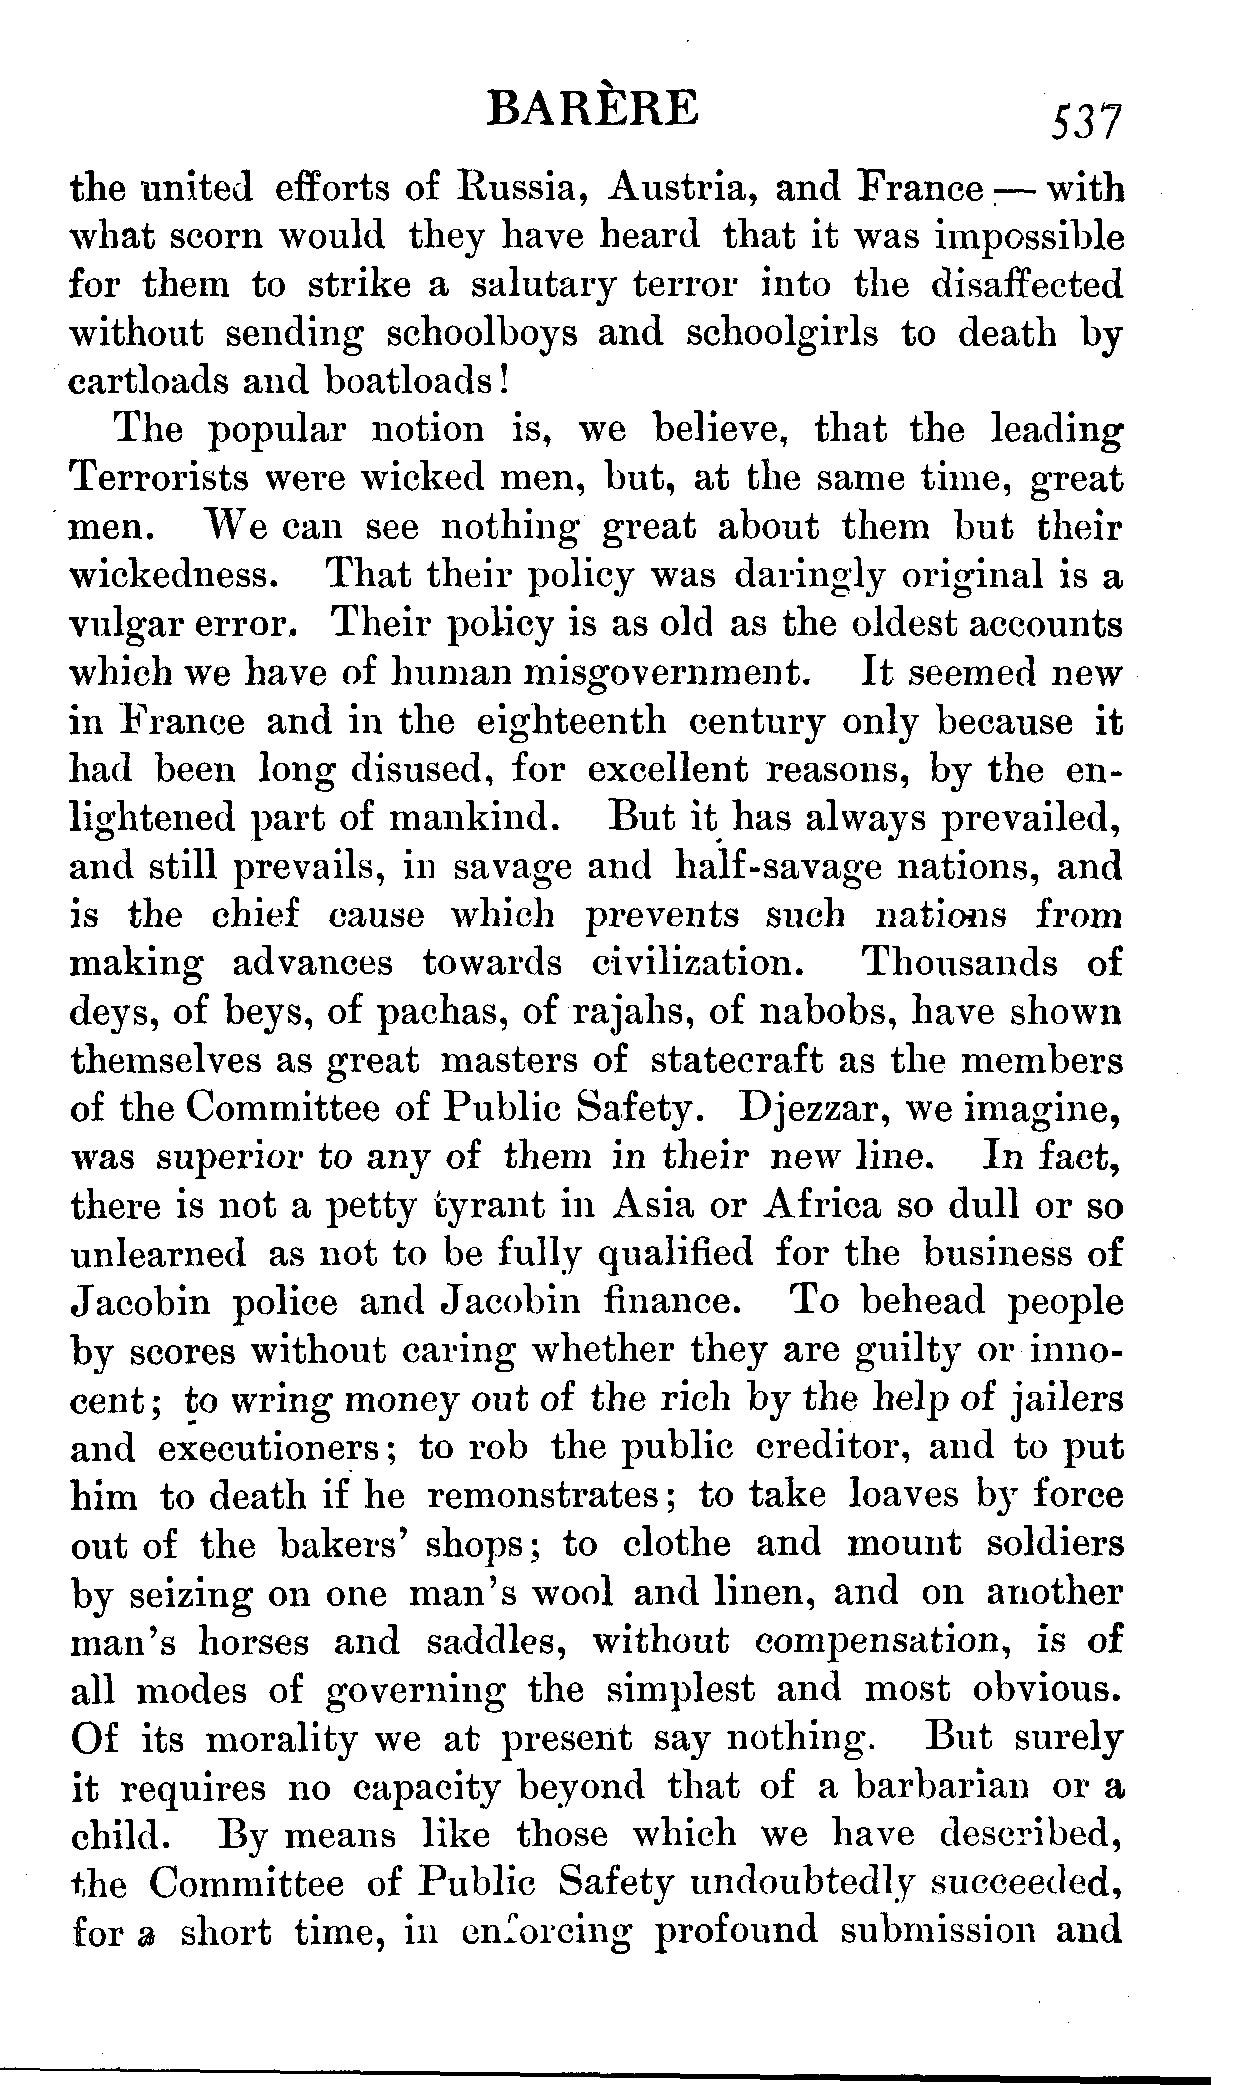 BARÈRE 537
the united efforts of Russia, Austria, and France — with
what scorn would they have heard that it was impossible
for them to strike a salutary terror into the disaffected
without sending schoolboys and schoolgirls to death by
cartloads and boatloads!
The popular notion is, we believe, that the leading
Terrorists were wicked men, but, at the same time, great
men. We can see nothing great about them but their
wickedness. That their policy was daringly original is a
vulgar error. Their policy is as old as the oldest accounts
which we have of human misgovernment. It seemed new
in France and in the eighteenth century only because it
had been long disused, for excellent reasons, by the en-
lightened part of mankind. But it has always prevailed,
and still prevails, in savage and half-savage nations, and
is the chief cause which prevents such nations from
making advances towards civilization. Thousands of
deys, of beys, of pachas, of rajahs, of nabobs, have shown
themselves as great masters of statecraft as the members
of the Committee of Public Safety. Djezzar, we imagine,
was superior to any of them in their new line. In fact,
there is not a petty tyrant in Asia or Africa so dull or so
unlearned as not to be fully qualified for the business of
Jacobin police and Jacobin finance. To behead people
by scores without caring whether they are guilty or inno-
cent; to wring money out of the rich by the help of jailers
and executioners; to rob the public creditor, and to put
him to death if he remonstrates; to take loaves by force
out of the bakers' shops; to clothe and mount soldiers
by seizing on one man's wool and linen, and on another
man's horses and saddles, without compensation, is of
all modes of governing the simplest and most obvious.
Of its morality we at present say nothing. But surely
it requires no capacity beyond that of a barbarian or a
child. By means like those which we have described,
the Committee of Public Safety undoubtedly succeeded,
for a short time, in enforcing profound submission and